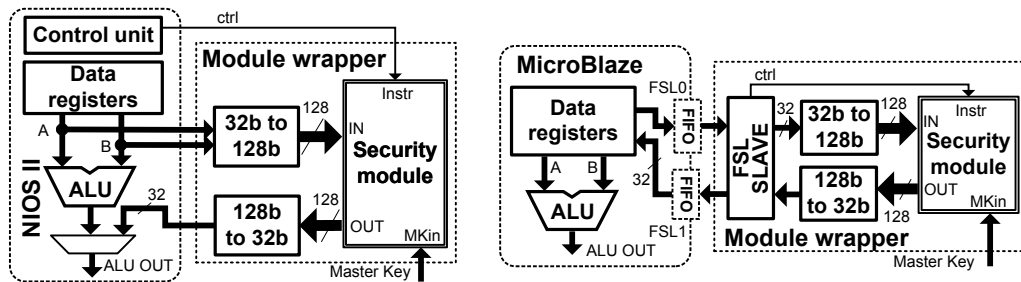 ctrl
Control unit
Module wrapper
Data
registers
A
B
32b to
128b
128
Instr
IN
Security
module
OUT
MKin
NIOS II
ALU
32
128b
to 32b
128
ALU OUT
Master Key
MicroBlaze
Data
registers
A
B
32
ALU
ALU OUT
FSL0
FIFO
FIFO
FSL1
ctrl
FSL
SLAVE
32
32b to
128b
128
Instr
IN
Security
module
OUT
MKin
128b
to 32b
128
Module wrapper
Master Key